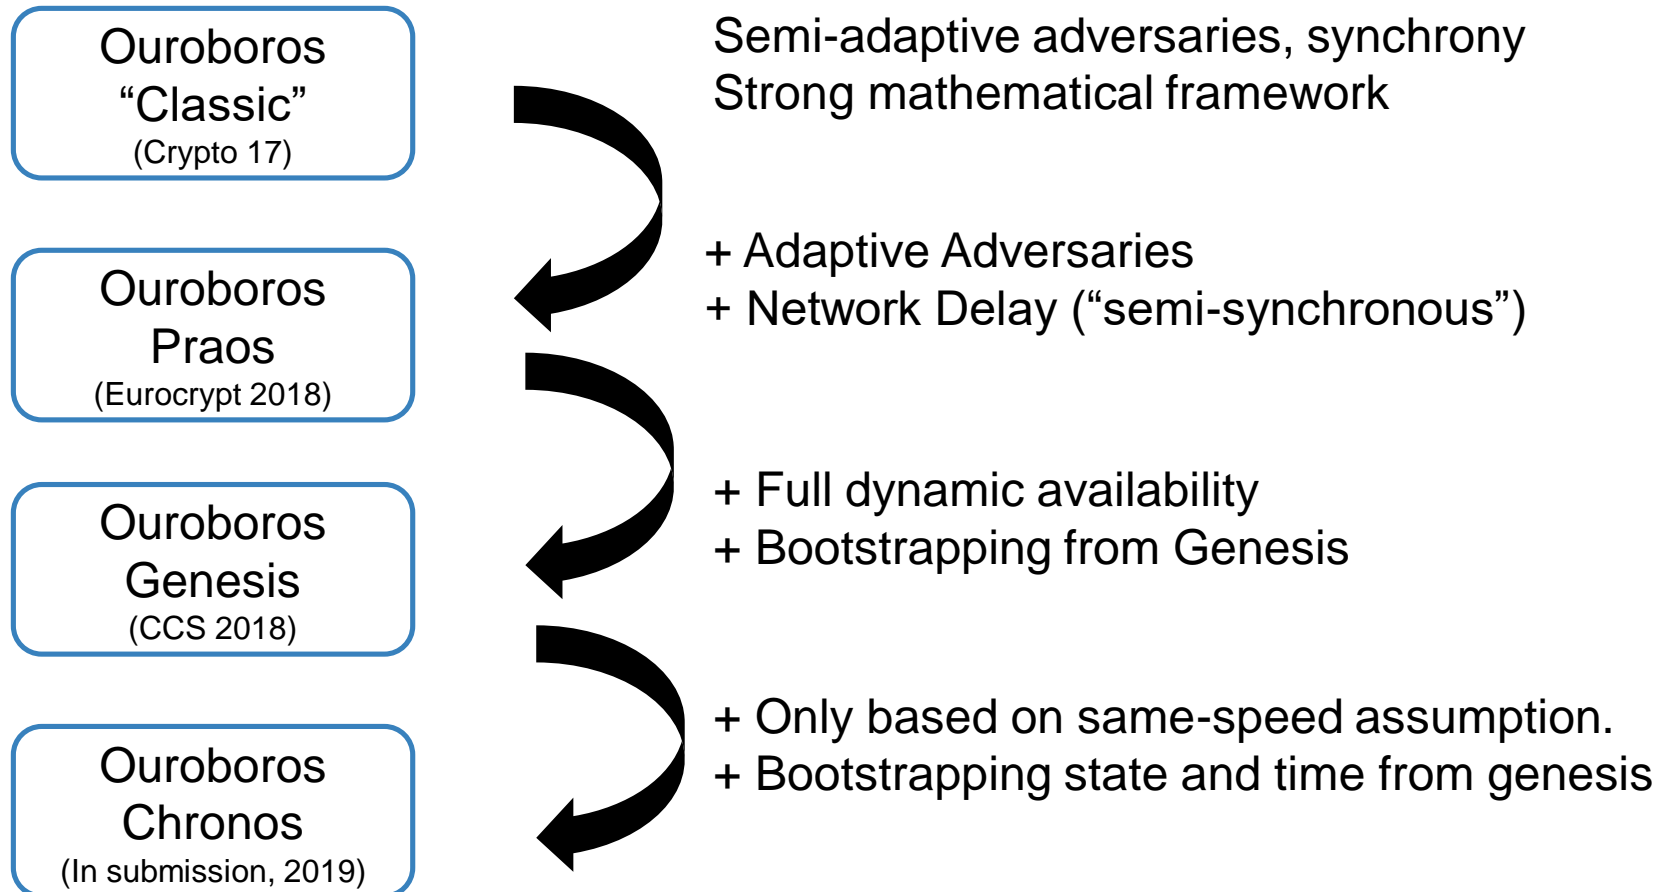 Ouroboros
“Classic”
(Crypto 17)
Semi-adaptive adversaries, synchrony
Strong mathematical framework
Ouroboros
Praos
(Eurocrypt 2018)
+ Adaptive Adversaries
+ Network Delay (“semi-synchronous”)
Ouroboros
Genesis
(CCS 2018)
+ Full dynamic availability
+ Bootstrapping from Genesis
Ouroboros
Chronos
(In submission, 2019)
+ Only based on same-speed assumption.
+ Bootstrapping state and time from genesis